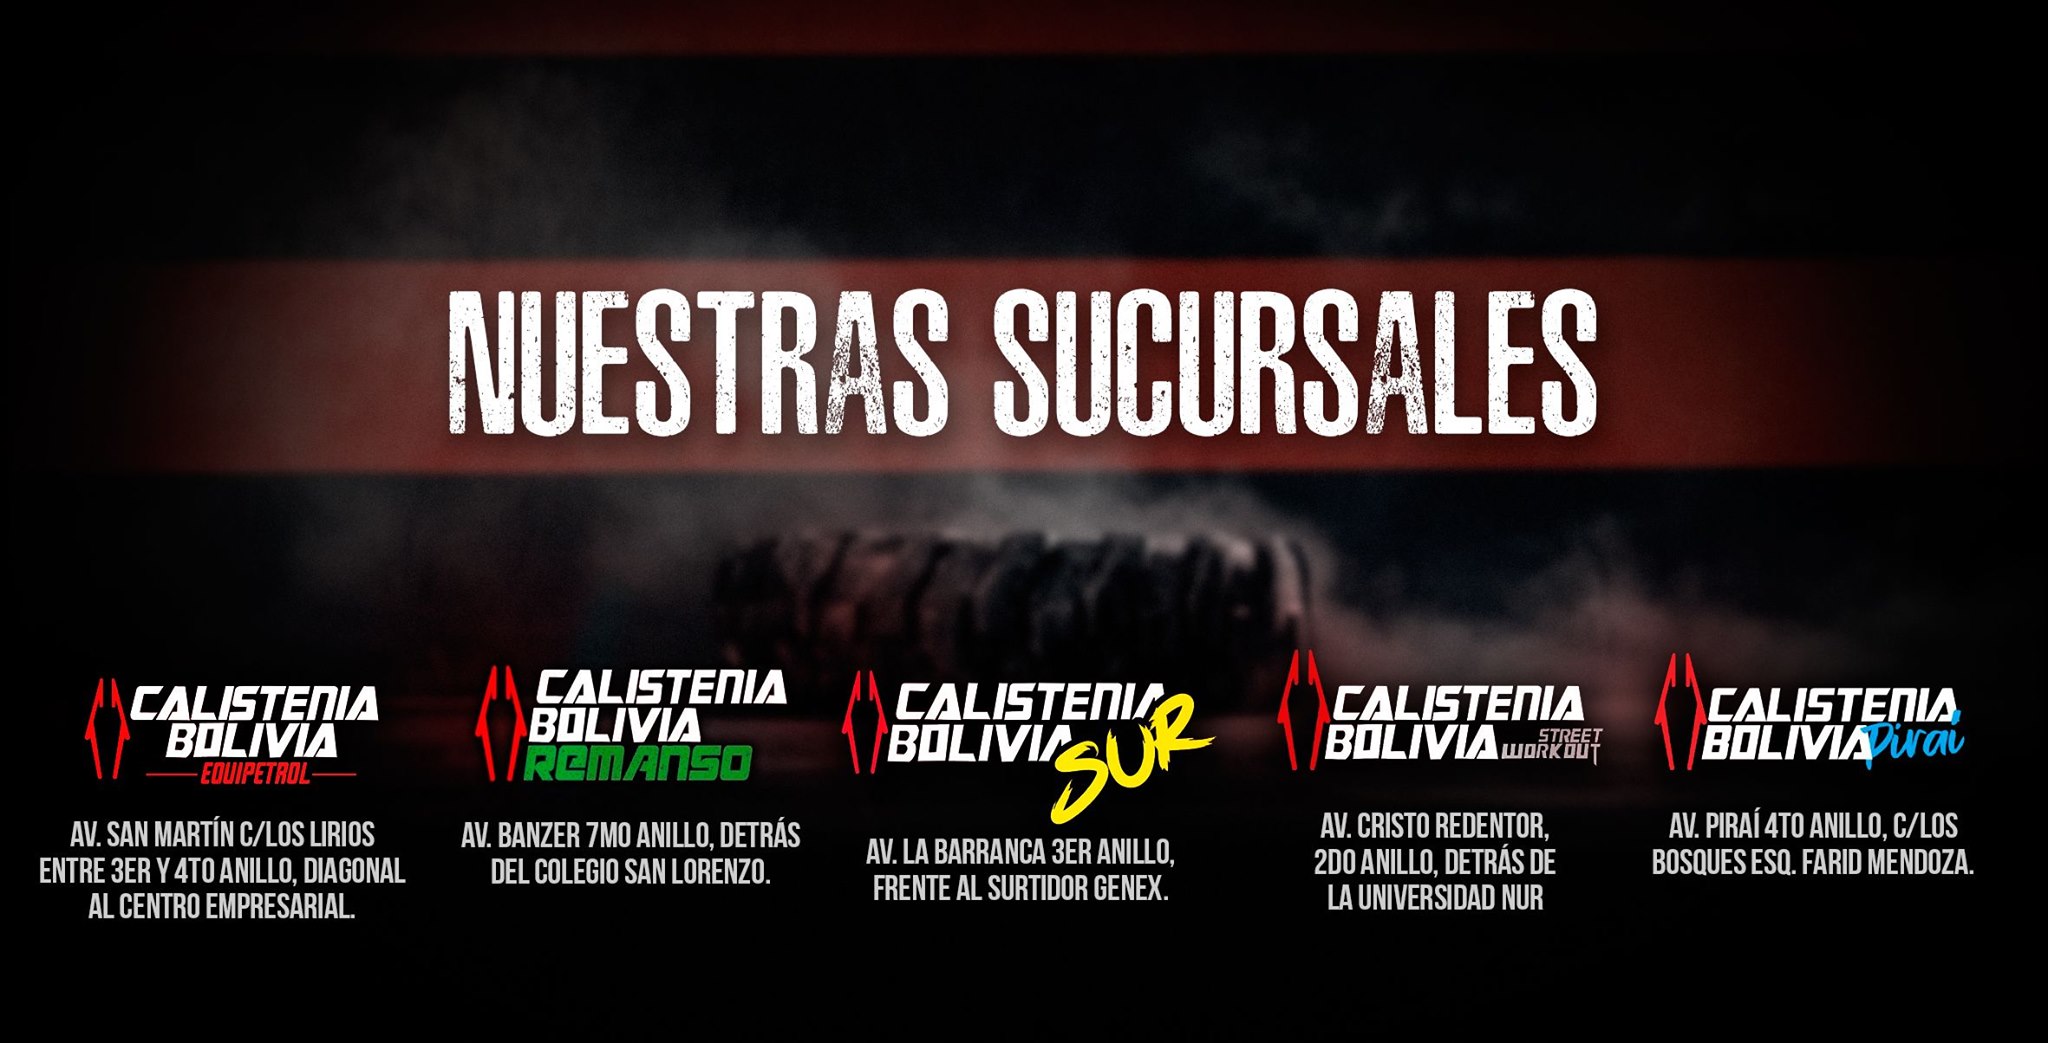 NUESTRAS SUCURSALES
CALISTENIA
BOLIVIA
EQUIPETROL
AV. SAN MARTÍN C/LOS LIRIOS
ENTRE 3ER Y 4TO ANILLO, DIAGONAL
AL CENTRO EMPRESARIAL.
CALISTENIA
BOLIVIA
REMANSO
AV. BANZER 7MO ANILLO, DETRÁS
DEL COLEGIO SAN LORENZO.
CALISTENIA
BOLIVIA
SUR
AV. LA BARRANCA 3ER ANILLO,
FRENTE AL SURTIDOR GENEX.
CALISTENIA
BOLIVIA
STREET
WORKOUT
AV. CRISTO REDENTOR,
2DO ANILLO, DETRÁS DE
LA UNIVERSIDAD NUR
CALISTENIA
BOLIVIA
Pirai
AV. PIRAÍ 4TO ANILLO, C/LOS
BOSQUES ESQ. FARID MENDOZA.